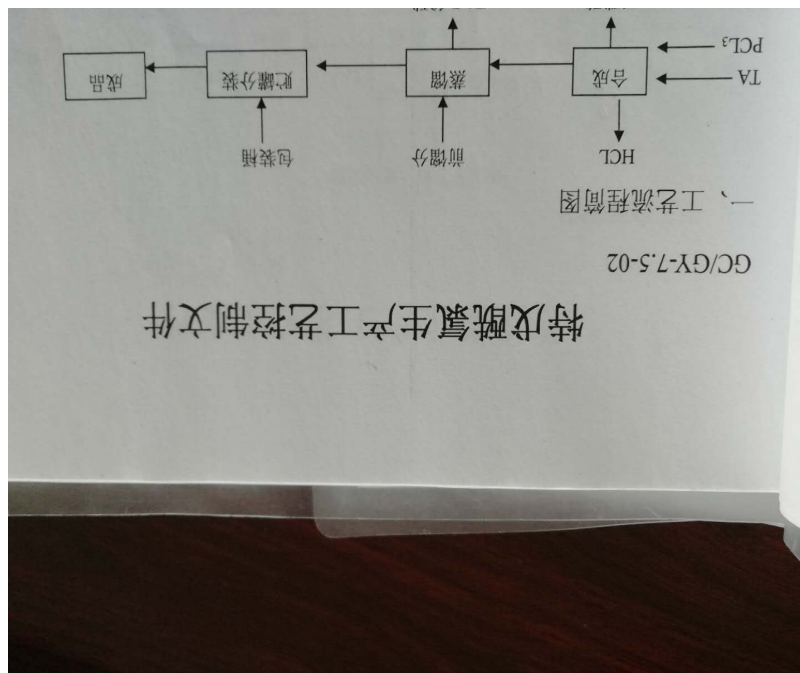 特戊酰氯生产工艺控制文件
GC/GY-7.5-02
一、工艺流程简图
HCL 前馏分 包装桶
TA 合成 蒸馏 贮罐分装 成品
PCL₃